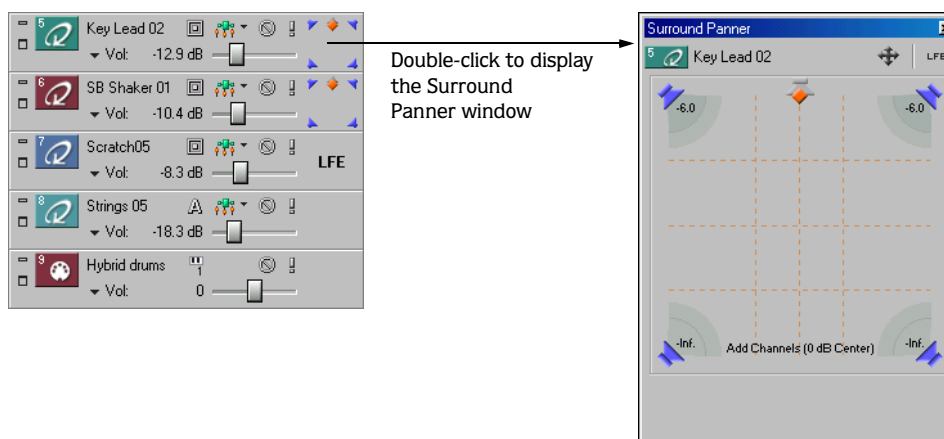 5 Key Lead 02
Vol: -12.9 dB
6 SB Shaker 01
Vol: -10.4 dB
7 Scratch05
Vol: -8.3 dB
LFE
8 Strings 05 A
Vol: -18.3 dB
9 Hybrid drums 1
Vol: 0
Double-click to display
the Surround
Panner window
Surround Panner
5 Key Lead 02 LFE
-6.0 -6.0
-Inf. Add Channels (0 dB Center) -Inf.